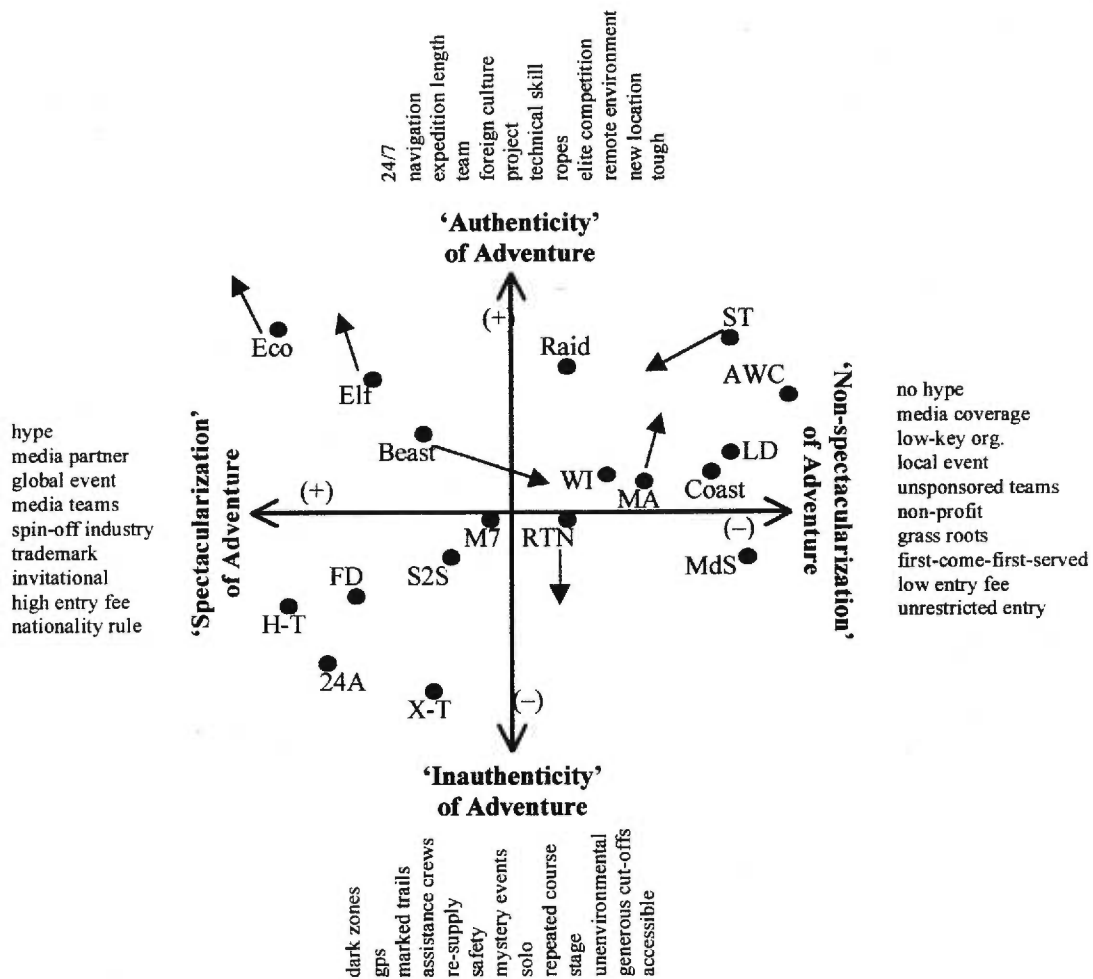 24/7
navigation
expedition length
team
foreign culture
project
technical skill
ropes
elite competition
remote environment
new location
tough
‘Authenticity’
of Adventure
(+)
Eco
Elf
Beast
Raid
ST
AWC
LD
WI
MA
Coast
hype
media partner
global event
media teams
spin-off industry
trademark
invitational
high entry fee
nationality rule
‘Spectacularization’
of Adventure
(+)
(–)
‘Non-spectacularization’
of Adventure
no hype
media coverage
low-key org.
local event
unsponsored teams
non-profit
grass roots
first-come-first-served
low entry fee
unrestricted entry
M7
RTN
S2S
MdS
FD
H-T
24A
X-T
(–)
‘Inauthenticity’
of Adventure
dark zones
gps
marked trails
assistance crews
re-supply
safety
mystery events
solo
repeated course
stage
unenvironmental
generous cut-offs
accessible